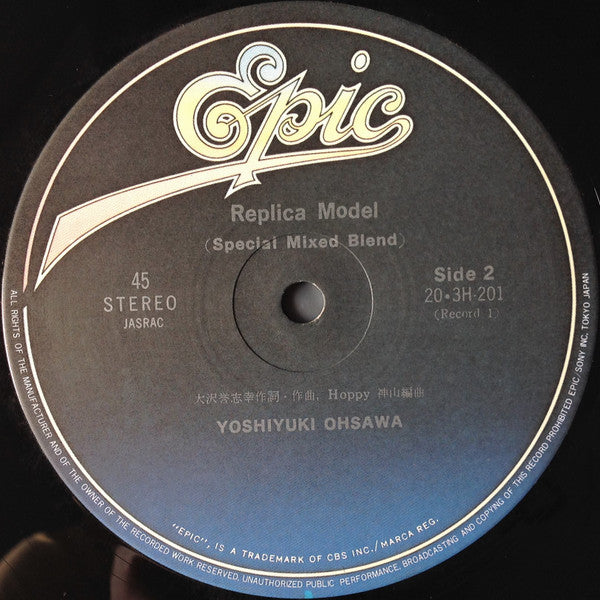 Epic
Replica Model
(Special Mixed Blend)
45
STEREO
JASRAC
Side 2
20・3H-201
(Record 1)
大沢誉志幸作詞・作曲, Hoppy 神山編曲
YOSHIYUKI OHSAWA
"EPIC", IS A TRADEMARK OF CBS INC./MARCA REG.
ALL RIGHTS OF THE MANUFACTURER AND OF THE OWNER OF THE RECORDED WORK RESERVED. UNAUTHORIZED PUBLIC PERFORMANCE, BROADCASTING AND COPYING OF THIS RECORD PROHIBITED EPIC/SONY INC. TOKYO JAPAN